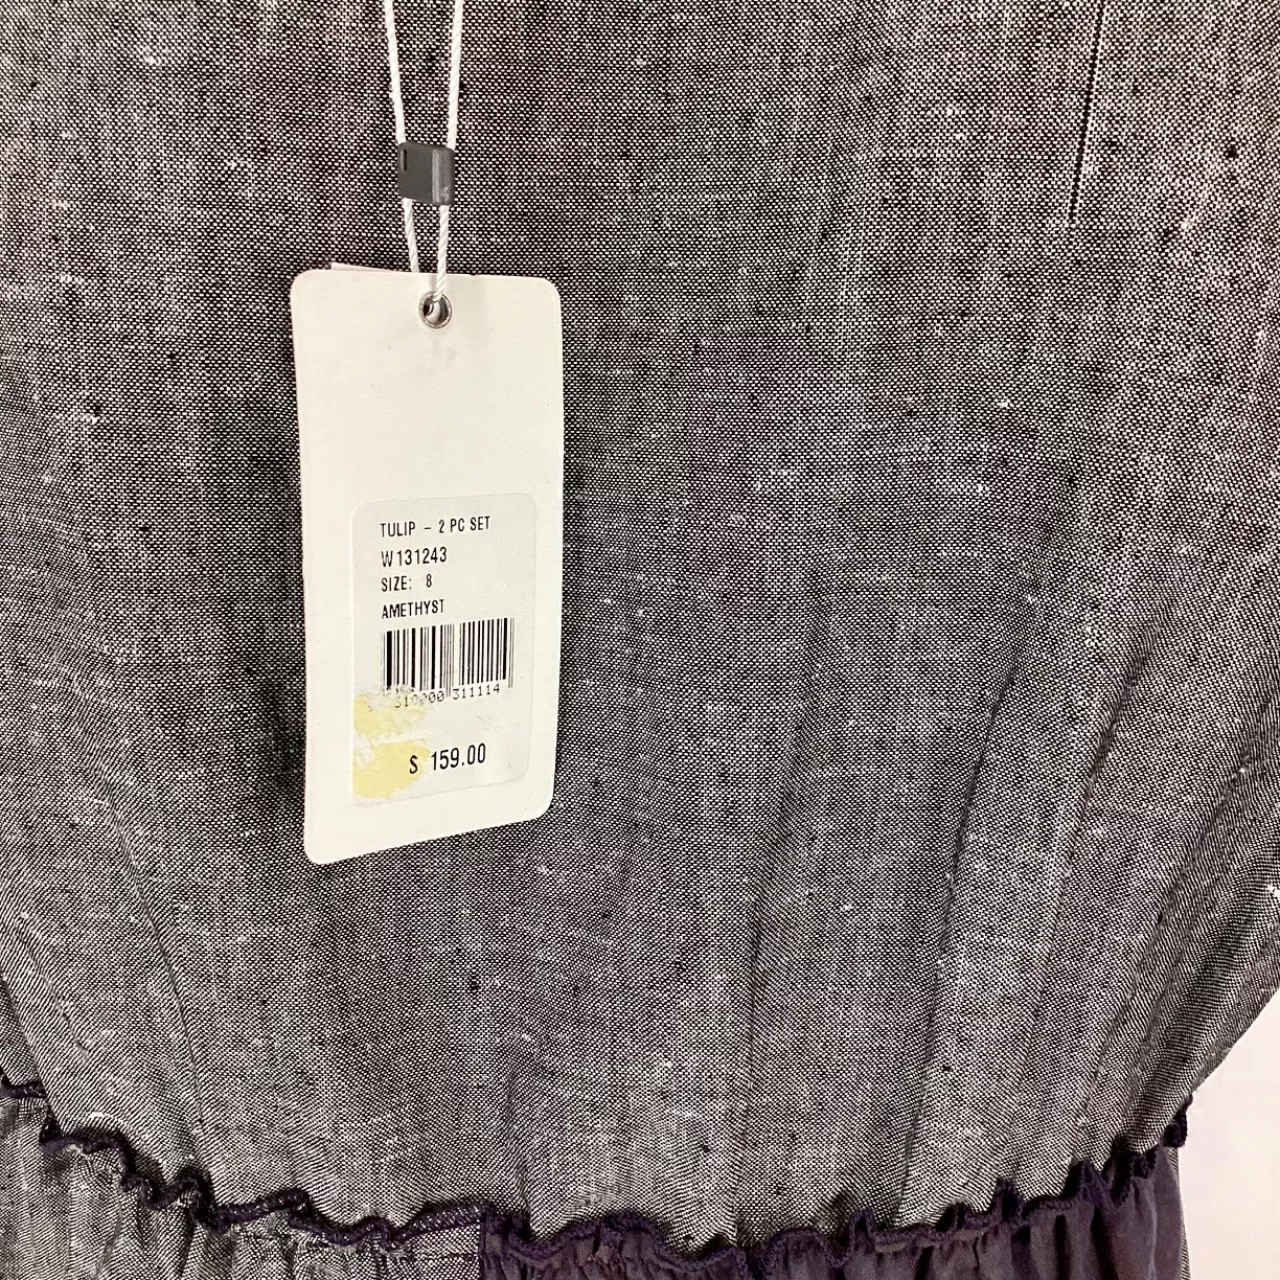 TULIP - 2 PC SET
W131243
SIZE: 8
AMETHYST
311114
$ 159.00